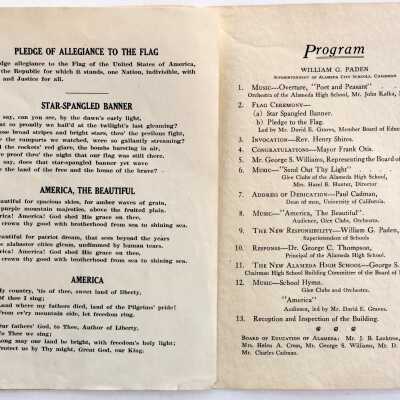 PLEDGE OF ALLEGIANCE TO THE FLAG
dge allegiance to the Flag of the United States of America,
the Republic for which it stands, one Nation, indivisible, with
and Justice for all.
STAR-SPANGLED BANNER
say, can you see, by the dawn's early light,
at so proudly we hail'd at the twilight's last gleaming?
ose broad stripes and bright stars, thro' the perilous fight,
the ramparts we watched, were so gallantly streaming?
d the rockets' red glare, the bombs bursting in air,
ve proof thro' the night that our flag was still there.
say, does that star-spangled banner yet wave
the land of the free and the home of the brave?
AMERICA, THE BEAUTIFUL
utiful for spacious skies, for amber waves of grain,
purple mountain majesties, above the fruited plain.
rica! America! God shed His grace on thee,
crown thy good with brotherhood from sea to shining sea.
utiful for patriot dream, that sees beyond the years
alabaster cities gleam, undimmed by human tears.
rica! America! God shed His grace on thee,
crown thy good with brotherhood from sea to shining sea.
AMERICA
y country, 'tis of thee, sweet land of liberty,
Of thee I sing;
Land where my fathers died, land of the Pilgrims' pride!
From ev'ry mountain side, let freedom ring.
ur fathers' God, to Thee, Author of Liberty,
To Thee we sing;
ong may our land be bright, with freedom's holy light;
Protect us by Thy might, Great God, our King.
Program
WILLIAM G. PADEN
SUPERINTENDENT OF ALAMEDA CITY SCHOOLS, CHAIRMAN
1. MUSIC—Overture, "Poet and Peasant"
Orchestra of the Alameda High School, Mr. John
2. FLAG CEREMONY—
(a) Star Spangled Banner.
b) Pledge to the Flag.
Led by Mr. David E. Graves, Member Board of
3. INVOCATION—Rev. Henry Shires.
4. CONGRATULATIONS—Mayor Frank Otis.
5. Mr. George S. Williams, Representing the Board of
6. MUSIC—"Send Out Thy Light"
Glee Clubs of the Alameda High School,
Mrs. Hazel B. Hunter, Director
7. ADDRESS OF DEDICATION—Paul Cadman,
Dean of men, University of California.
8. MUSIC—"America, The Beautiful"
Audience, Glee Clubs, Orchestra.
9. THE NEW RESPONSIBILITY—William G. Paden,
Superintendent of Schools
10. RESPONSE—Dr. George C. Thompson,
Principal of the Alameda High School.
11. THE NEW ALAMEDA HIGH SCHOOL—George S.
Chairman High School Building Committee of the Board of
12. MUSIC—School Hymn.
Glee Clubs and Orchestra.
"America"
Audience, led by Mr. David E. Graves.
13. Reception and Inspection of the Building.
BOARD OF EDUCATION OF ALAMEDA: Mr. J. B.
Mrs. Helen A. Cross, Mr. George S. Williams, Mr. D.
Mr. Charles Cadman.